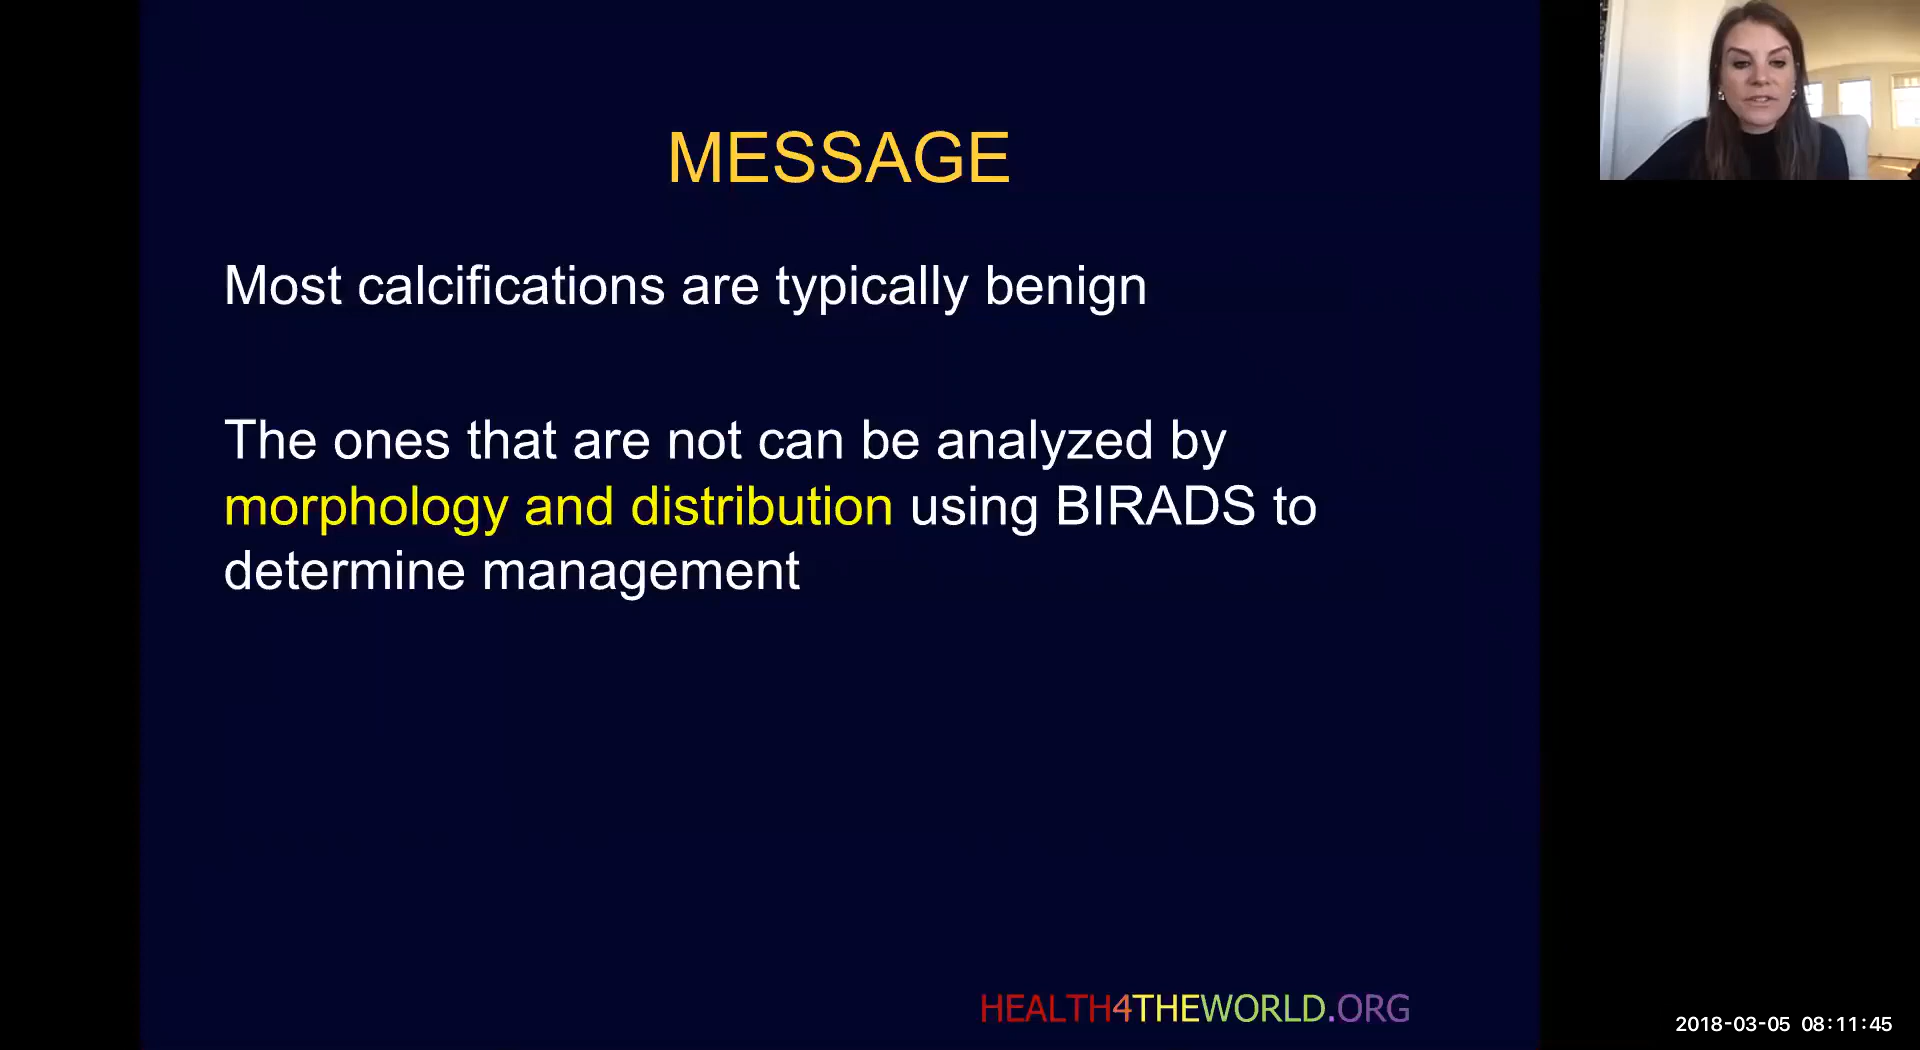 MESSAGE
Most calcifications are typically benign
The ones that are not can be analyzed by
morphology and distribution using BIRADS to
determine management
HEALTH4THEWORLD.ORG
2018-03-05 08:11:45